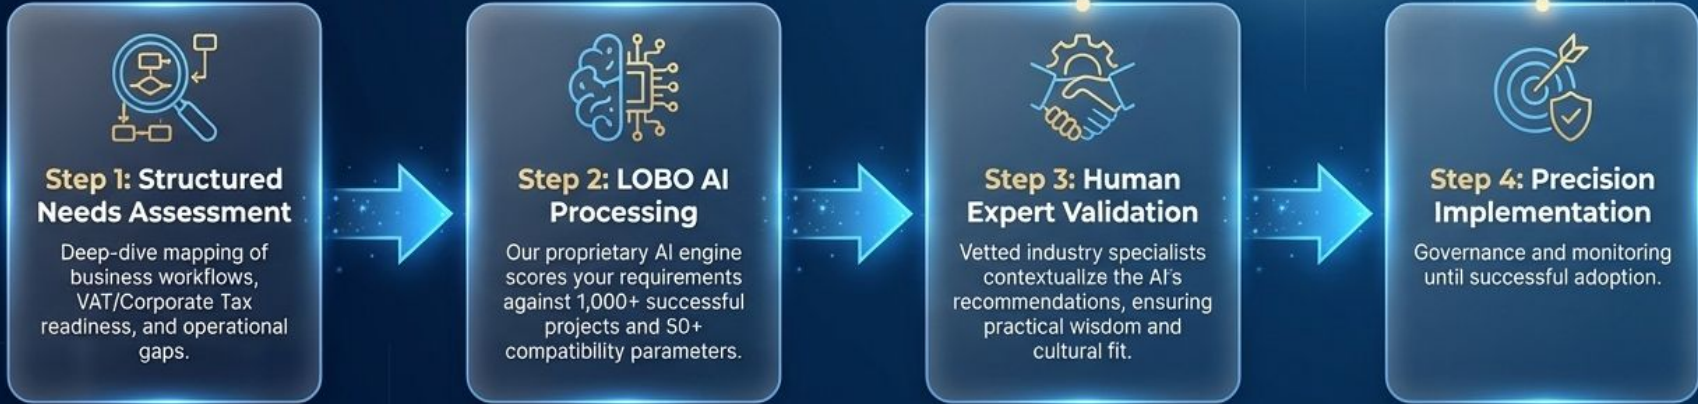 Step 1: Structured
Needs Assessment
Deep-dive mapping of
business workflows,
VAT/Corporate Tax
readiness, and operational
gaps.
Step 2: LOBO AI
Processing
Our proprietary AI engine
scores your requirements
against 1,000+ successful
projects and 50+
compatibility parameters.
Step 3: Human
Expert Validation
Vetted industry specialists
contextualize the AI's
recommendations, ensuring
practical wisdom and
cultural fit.
Step 4: Precision
Implementation
Governance and monitoring
until successful adoption.